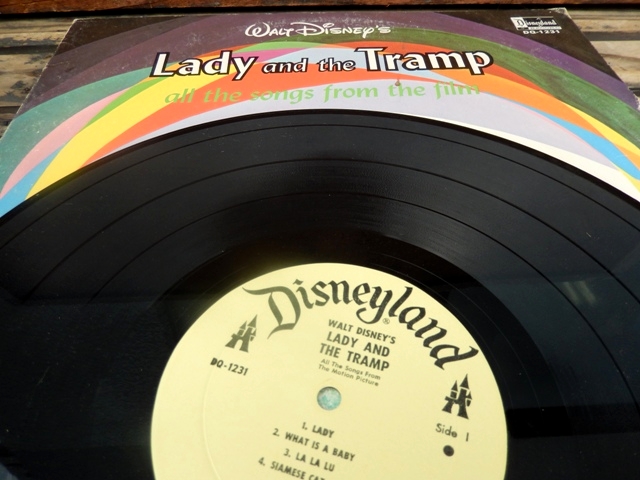 Walt Disney's
Disneyland
DQ-1231
Lady and the Tramp
all the songs from the film
Disneyland®
WALT DISNEY'S
LADY AND
THE TRAMP
All The Songs From
The Motion Picture
DQ-1231
Side 1
1. LADY
2. WHAT IS A BABY
3. LA LA LU
4. SIAMESE